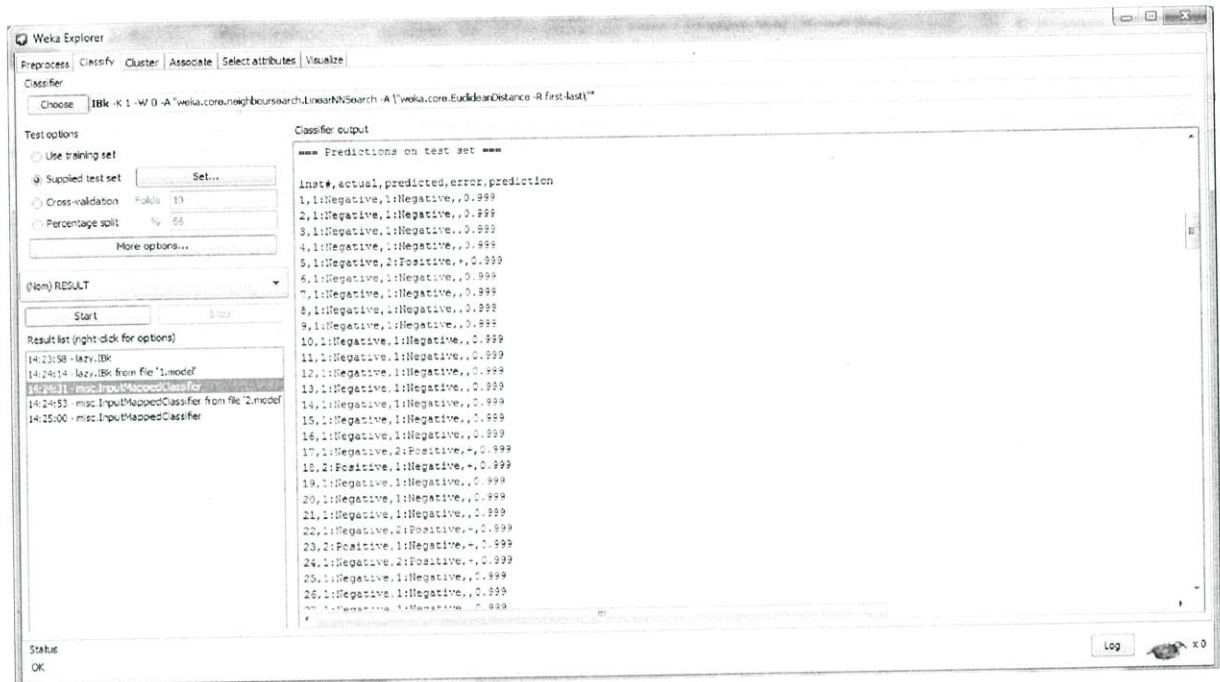 Weka Explorer
Preprocess Classify Cluster Associate Select attributes Visualize
Classifier
Choose IBk -K 1 -W 0 -A "weka.core.neighboursearch.LinearNNSearch -A \"weka.core.EuclideanDistance -R first-last\""
Test options
Use training set
Supplied test set Set...
Cross-validation Folds 10
Percentage split % 66
More options...
(Nom) RESULT
Start Stop
Result list (right-click for options)
14:23:58 - lazy.IBk
14:24:14 - lazy.IBk from file '1.model'
14:24:31 - misc.InputMappedClassifier
14:24:53 - misc.InputMappedClassifier from file '2.model'
14:25:00 - misc.InputMappedClassifier
Classifier output
=== Predictions on test set ===
inst#,actual,predicted,error,prediction
1,1:Negative,1:Negative,,0.999
2,1:Negative,1:Negative,,0.999
3,1:Negative,1:Negative,,0.999
4,1:Negative,1:Negative,,0.999
5,1:Negative,2:Positive,+,0.999
6,1:Negative,1:Negative,,0.999
7,1:Negative,1:Negative,,0.999
8,1:Negative,1:Negative,,0.999
9,1:Negative,1:Negative,,0.999
10,1:Negative,1:Negative,,0.999
11,1:Negative,1:Negative,,0.999
12,1:Negative,1:Negative,,0.999
13,1:Negative,1:Negative,,0.999
14,1:Negative,1:Negative,,0.999
15,1:Negative,1:Negative,,0.999
16,1:Negative,1:Negative,,0.999
17,1:Negative,2:Positive,+,0.999
18,2:Positive,1:Negative,+,0.999
19,1:Negative,1:Negative,,0.999
20,1:Negative,1:Negative,,0.999
21,1:Negative,1:Negative,,0.999
22,1:Negative,2:Positive,+,0.999
23,2:Positive,1:Negative,+,0.999
24,1:Negative,2:Positive,+,0.999
25,1:Negative,1:Negative,,0.999
26,1:Negative,1:Negative,,0.999
27,1:Negative,1:Negative,,0.999
Status
OK
Log x 0